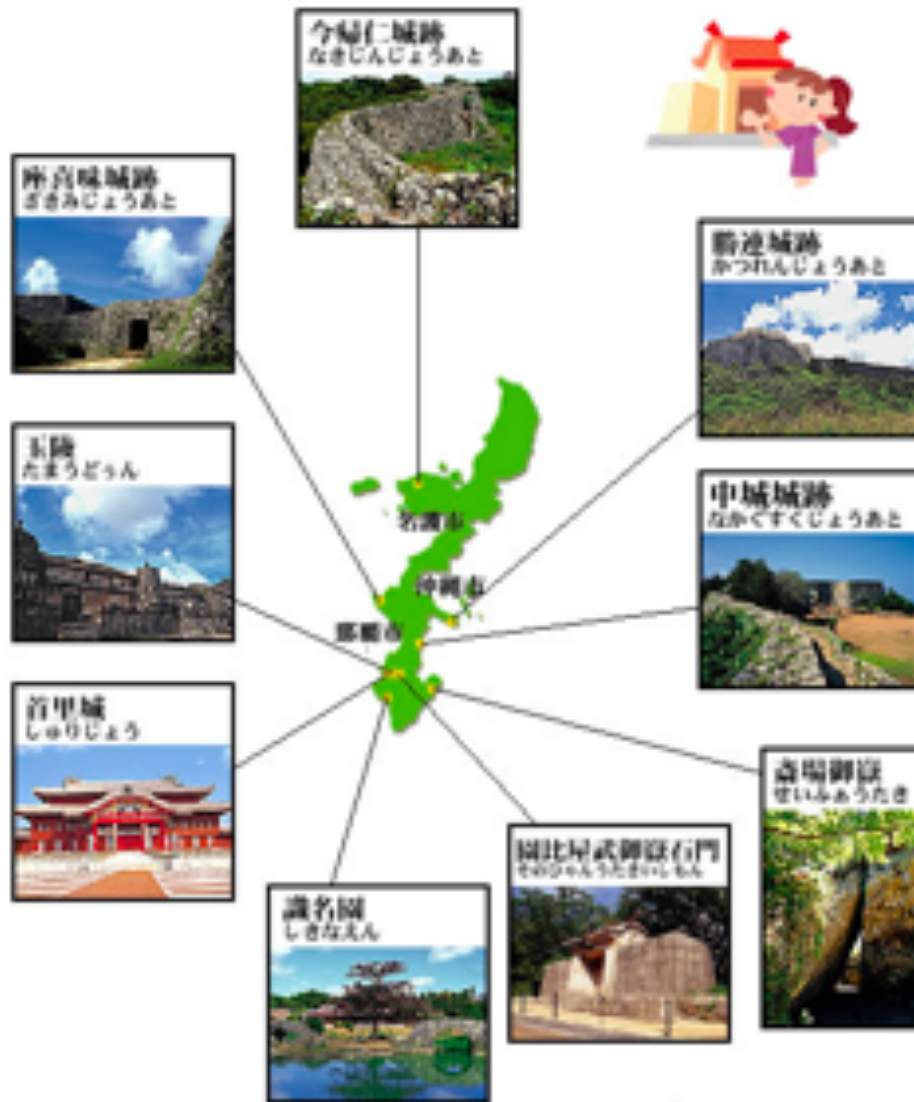 今帰仁城跡
なきじんじょうあと
座喜味城跡
ざきみじょうあと
勝連城跡
かつれんじょうあと
玉陵
たまうどぅん
中城城跡
なかぐすくじょうあと
名護市
沖縄市
那覇市
首里城
しゅりじょう
斎場御嶽
せいふぁうたき
園比屋武御嶽石門
そのひゃんうたきいしもん
識名園
しきなえん